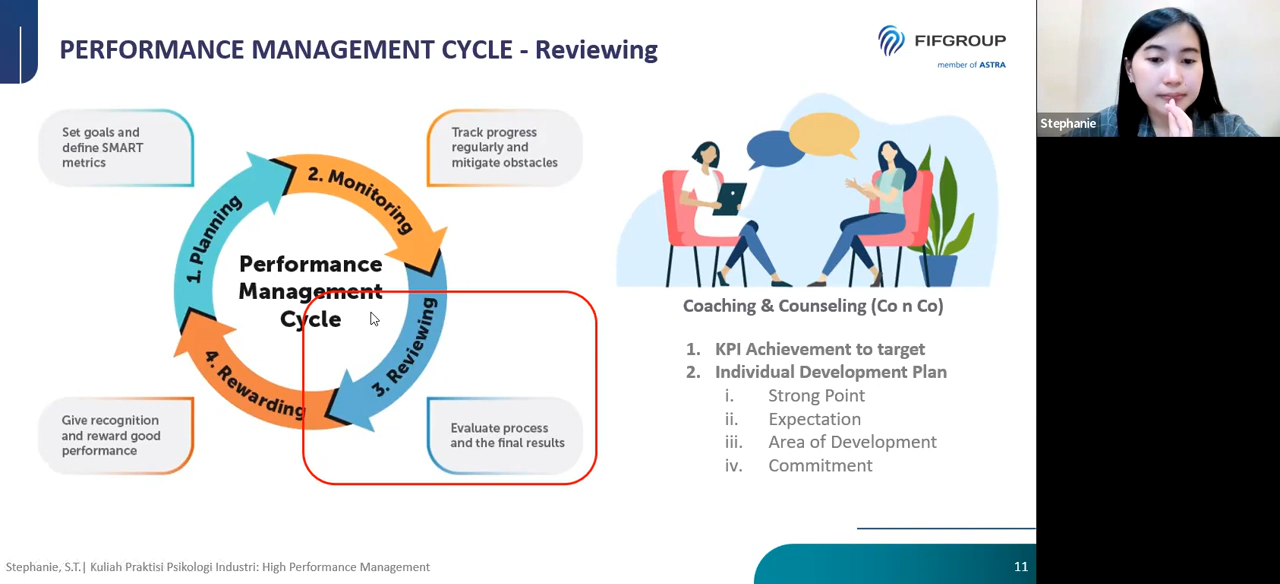 PERFORMANCE MANAGEMENT CYCLE - Reviewing
FIFGROUP
member of ASTRA
Stephanie
Set goals and
define SMART
metrics
Track progress
regularly and
mitigate obstacles
1. Planning
2. Monitoring
3. Reviewing
4. Rewarding
Performance
Management
Cycle
Give recognition
and reward good
performance
Evaluate process
and the final results
Coaching & Counseling (Co n Co)
1. KPI Achievement to target
2. Individual Development Plan
i. Strong Point
ii. Expectation
iii. Area of Development
iv. Commitment
Stephanie, S.T.| Kuliah Praktisi Psikologi Industri: High Performance Management
11